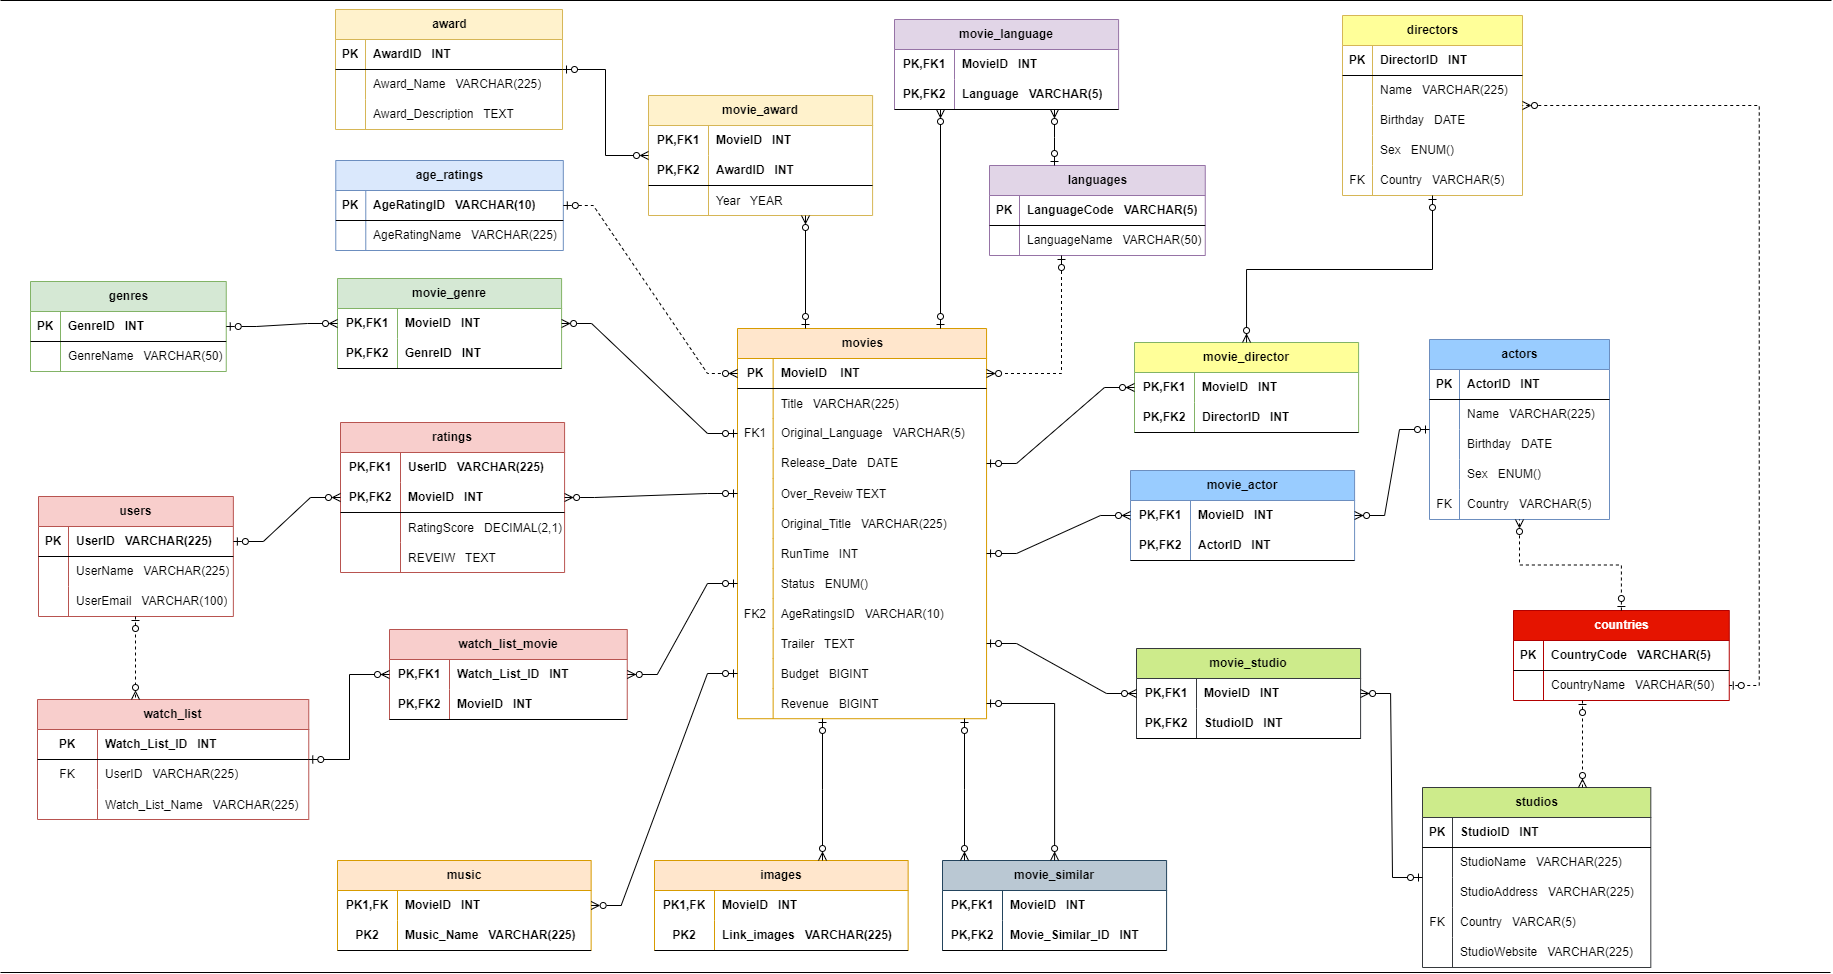 award
PK AwardID INT
Award_Name VARCHAR(225)
Award_Description TEXT
movie_award
PK,FK1 MovieID INT
PK,FK2 AwardID INT
Year YEAR
movie_language
PK,FK1 MovieID INT
PK,FK2 Language VARCHAR(5)
languages
PK LanguageCode VARCHAR(5)
LanguageName VARCHAR(50)
directors
PK DirectorID INT
Name VARCHAR(225)
Birthday DATE
Sex ENUM()
FK Country VARCHAR(5)
age_ratings
PK AgeRatingID VARCHAR(10)
AgeRatingName VARCHAR(225)
genres
PK GenreID INT
GenreName VARCHAR(50)
movie_genre
PK,FK1 MovieID INT
PK,FK2 GenreID INT
movies
PK MovieID INT
Title VARCHAR(225)
FK1 Original_Language VARCHAR(5)
Release_Date DATE
Over_Reveiw TEXT
Original_Title VARCHAR(225)
RunTime INT
Status ENUM()
FK2 AgeRatingsID VARCHAR(10)
Trailer TEXT
Budget BIGINT
Revenue BIGINT
movie_director
PK,FK1 MovieID INT
PK,FK2 DirectorID INT
actors
PK ActorID INT
Name VARCHAR(225)
Birthday DATE
Sex ENUM()
FK Country VARCHAR(5)
ratings
PK,FK1 UserID VARCHAR(225)
PK,FK2 MovieID INT
RatingScore DECIMAL(2,1)
REVEIW TEXT
movie_actor
PK,FK1 MovieID INT
PK,FK2 ActorID INT
users
PK UserID VARCHAR(225)
UserName VARCHAR(225)
UserEmail VARCHAR(100)
countries
PK CountryCode VARCHAR(5)
CountryName VARCHAR(50)
watch_list_movie
PK,FK1 Watch_List_ID INT
PK,FK2 MovieID INT
movie_studio
PK,FK1 MovieID INT
PK,FK2 StudioID INT
watch_list
PK Watch_List_ID INT
FK UserID VARCHAR(225)
Watch_List_Name VARCHAR(225)
studios
PK StudioID INT
StudioName VARCHAR(225)
StudioAddress VARCHAR(225)
FK Country VARCAR(5)
StudioWebsite VARCHAR(225)
music
PK1,FK MovieID INT
PK2 Music_Name VARCHAR(225)
images
PK1,FK MovieID INT
PK2 Link_images VARCHAR(225)
movie_similar
PK,FK1 MovieID INT
PK,FK2 Movie_Similar_ID INT